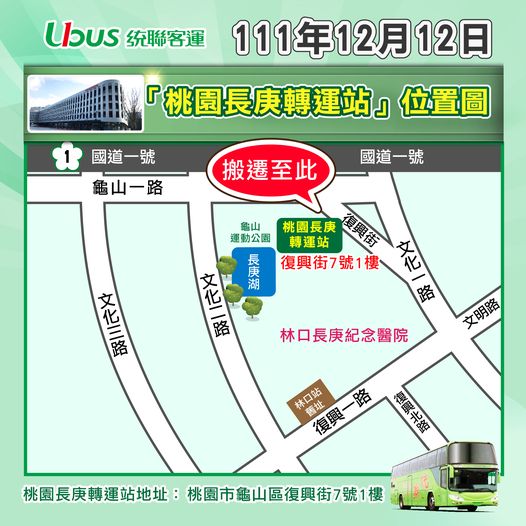 Ubus 統聯客運
111年12月12日
「桃園長庚轉運站」位置圖
1 國道一號
國道一號
搬遷至此
龜山一路
龜山
運動公園
桃園長庚
轉運站
復興街
長庚湖
復興街7號1樓
文化一路
文化二路
文化三路
文明路
林口長庚紀念醫院
林口站
舊址
復興一路
復興北路
桃園長庚轉運站地址：桃園市龜山區復興街7號1樓